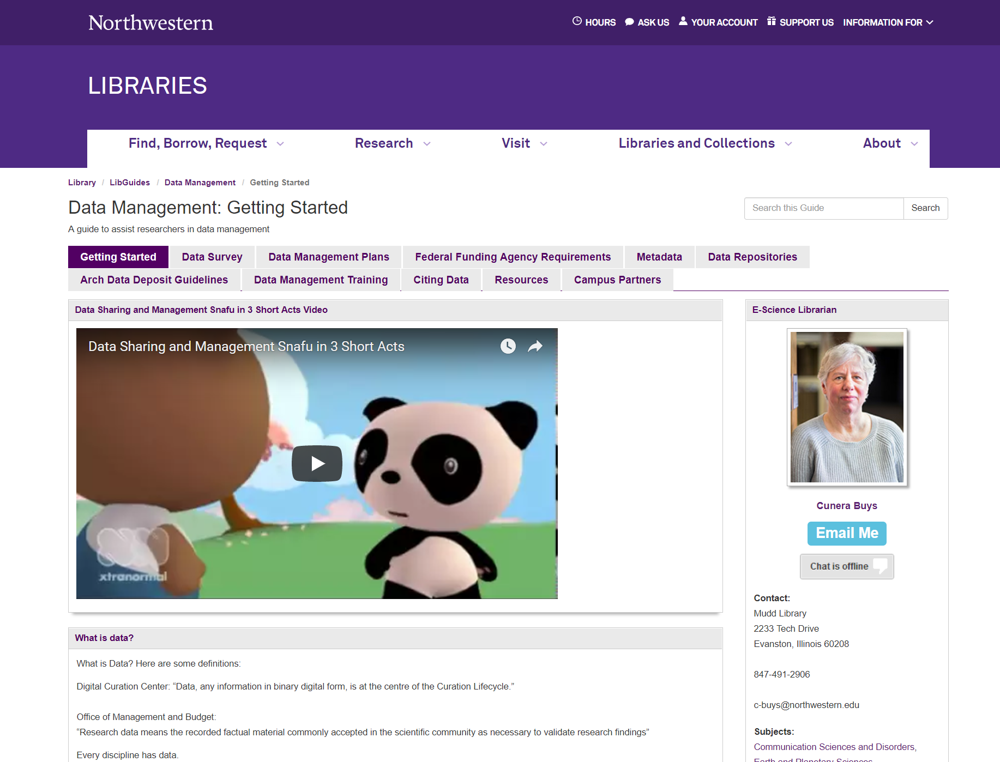 Northwestern
HOURS
ASK US
YOUR ACCOUNT
SUPPORT US
INFORMATION FOR
LIBRARIES
Find, Borrow, Request
Research
Visit
Libraries and Collections
About
Library / LibGuides / Data Management / Getting Started
Data Management: Getting Started
Search this Guide
Search
A guide to assist researchers in data management
Getting Started
Data Survey
Data Management Plans
Federal Funding Agency Requirements
Metadata
Data Repositories
Arch Data Deposit Guidelines
Data Management Training
Citing Data
Resources
Campus Partners
Data Sharing and Management Snafu in 3 Short Acts Video
Data Sharing and Management Snafu in 3 Short Acts
xtranormal
What is data?
What is Data? Here are some definitions:
Digital Curation Center: “Data, any information in binary digital form, is at the centre of the Curation Lifecycle.”
Office of Management and Budget:
“Research data means the recorded factual material commonly accepted in the scientific community as necessary to validate research findings”
Every discipline has data.
E-Science Librarian
Cunera Buys
Email Me
Chat is offline
Contact:
Mudd Library
2233 Tech Drive
Evanston, Illinois 60208
847-491-2906
c-buys@northwestern.edu
Subjects:
Communication Sciences and Disorders,
Earth and Planetary Sciences